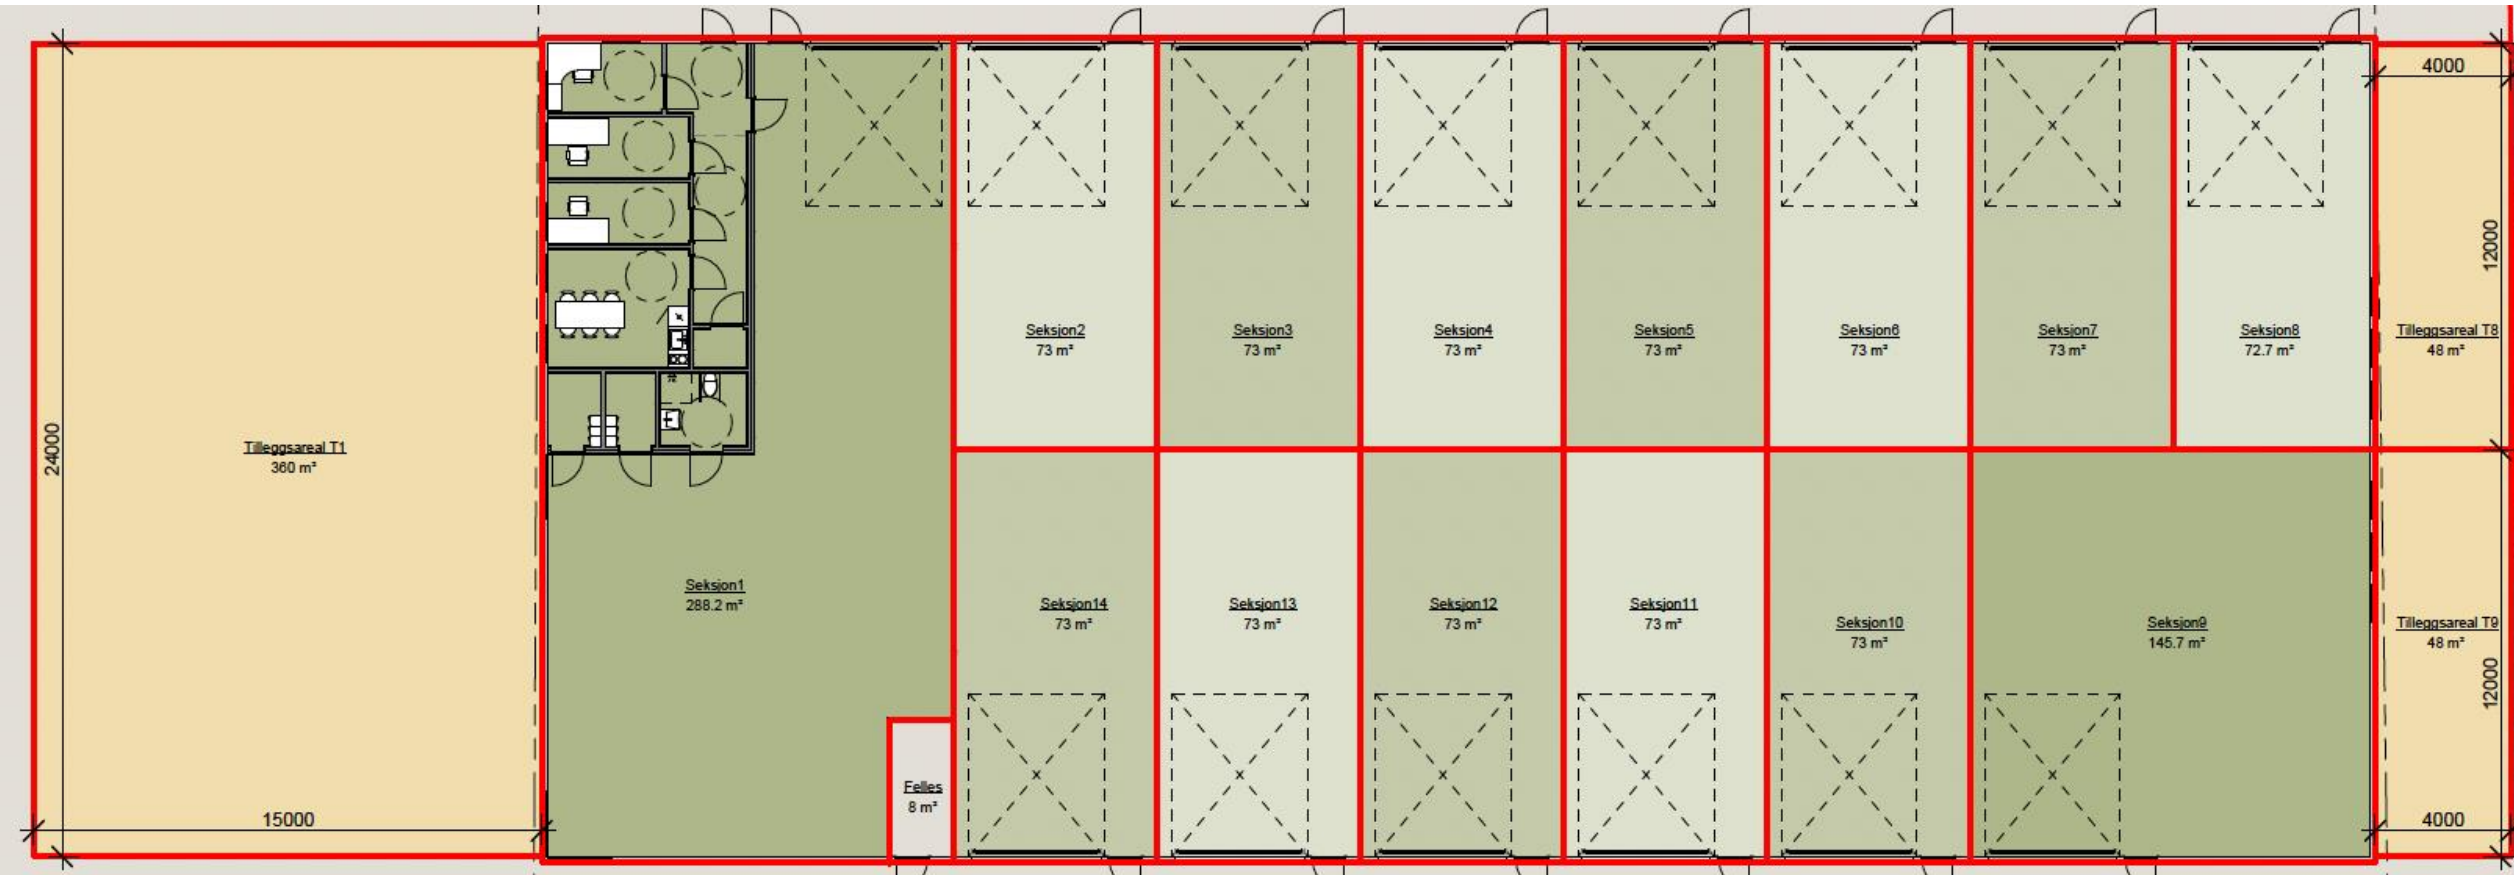 4000
12000
24000
Tilleggsareal T1
360 m²
15000
Seksjon1
288.2 m²
Felles
8 m²
Seksjon2
73 m²
Seksjon3
73 m²
Seksjon4
73 m²
Seksjon5
73 m²
Seksjon6
73 m²
Seksjon7
73 m²
Seksjon8
72.7 m²
Tilleggsareal T8
48 m²
Seksjon14
73 m²
Seksjon13
73 m²
Seksjon12
73 m²
Seksjon11
73 m²
Seksjon10
73 m²
Seksjon9
145.7 m²
Tilleggsareal T9
48 m²
12000
4000